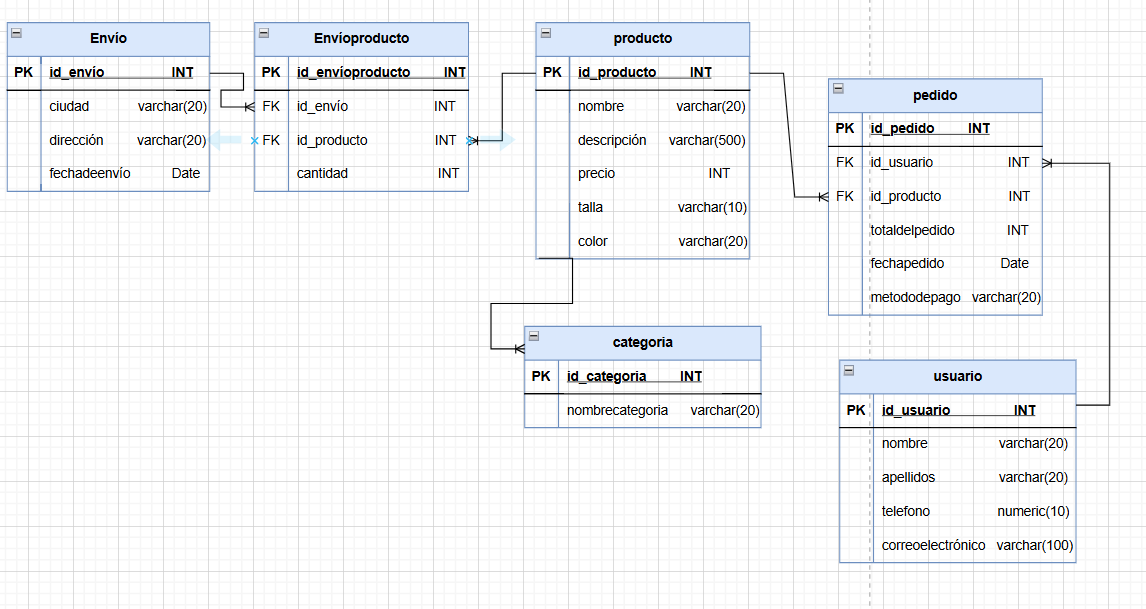 Envío
PK id_envío INT
ciudad varchar(20)
dirección varchar(20)
fechadeenvío Date
Envíoproducto
PK id_envíoproducto INT
FK id_envío INT
FK id_producto INT
cantidad INT
producto
PK id_producto INT
nombre varchar(20)
descripción varchar(500)
precio INT
talla varchar(10)
color varchar(20)
pedido
PK id_pedido INT
FK id_usuario INT
FK id_producto INT
totaldelpedido INT
fechapedido Date
metododepago varchar(20)
categoria
PK id_categoria INT
nombrecategoria varchar(20)
usuario
PK id_usuario INT
nombre varchar(20)
apellidos varchar(20)
telefono numeric(10)
correoelectrónico varchar(100)